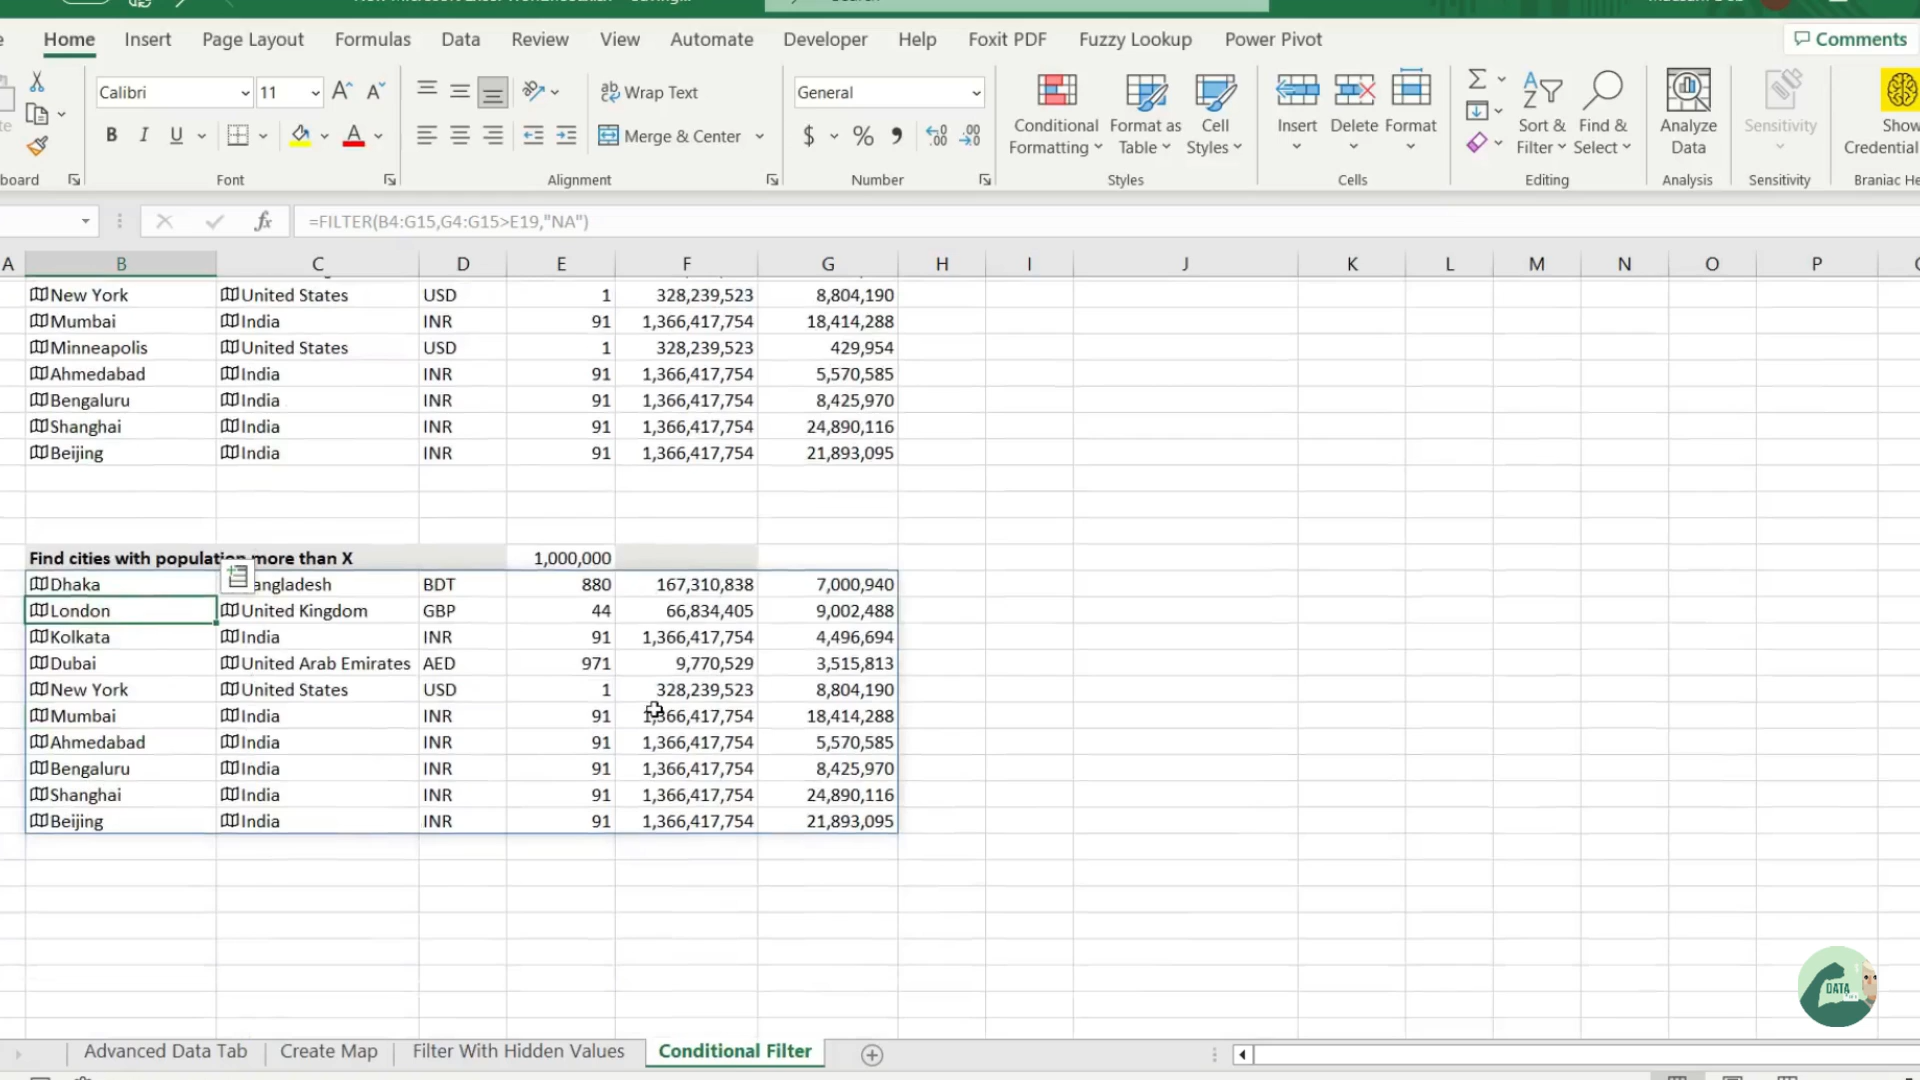 Home Insert Page Layout Formulas Data Review View Automate Developer Help Foxit PDF Fuzzy Lookup Power Pivot Comments
Calibri 11 Wrap Text General
B I U Merge & Center $ % Conditional Formatting Format as Table Cell Styles Insert Delete Format Sort & Filter Find & Select Analyze Data Sensitivity Show Credential
board Font Alignment Number Styles Cells Editing Analysis Sensitivity Braniac He
fx =FILTER(B4:G15,G4:G15>E19,"NA")
A B C D E F G H I J K L M N O P
New York United States USD 1 328,239,523 8,804,190
Mumbai India INR 91 1,366,417,754 18,414,288
Minneapolis United States USD 1 328,239,523 429,954
Ahmedabad India INR 91 1,366,417,754 5,570,585
Bengaluru India INR 91 1,366,417,754 8,425,970
Shanghai India INR 91 1,366,417,754 24,890,116
Beijing India INR 91 1,366,417,754 21,893,095
Find cities with population more than X 1,000,000
Dhaka angladesh BDT 880 167,310,838 7,000,940
London United Kingdom GBP 44 66,834,405 9,002,488
Kolkata India INR 91 1,366,417,754 4,496,694
Dubai United Arab Emirates AED 971 9,770,529 3,515,813
New York United States USD 1 328,239,523 8,804,190
Mumbai India INR 91 1,366,417,754 18,414,288
Ahmedabad India INR 91 1,366,417,754 5,570,585
Bengaluru India INR 91 1,366,417,754 8,425,970
Shanghai India INR 91 1,366,417,754 24,890,116
Beijing India INR 91 1,366,417,754 21,893,095
DATA
Advanced Data Tab Create Map Filter With Hidden Values Conditional Filter